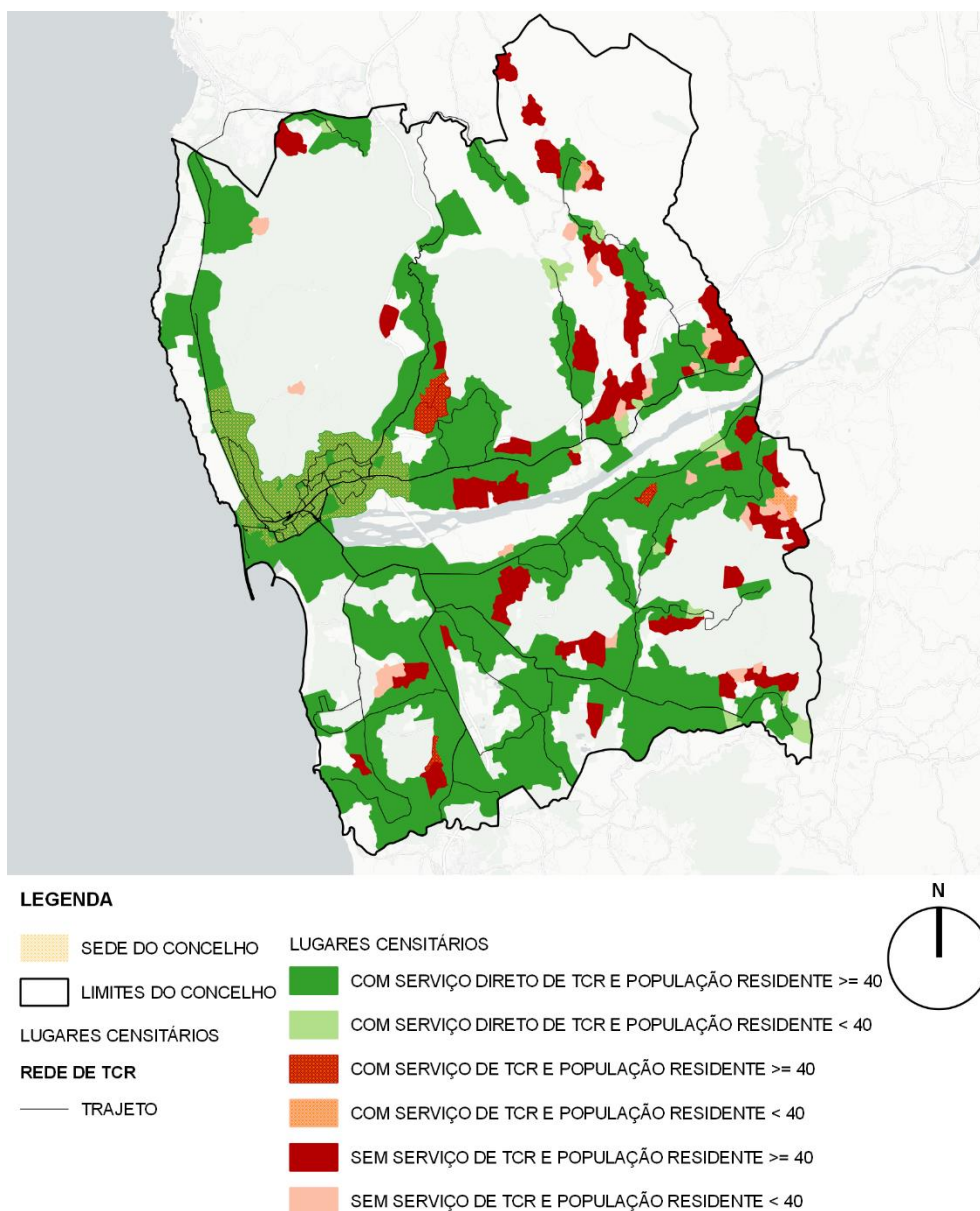 LEGENDA
SEDE DO CONCELHO
LIMITES DO CONCELHO
LUGARES CENSITÁRIOS
REDE DE TCR
TRAJETO
LUGARES CENSITÁRIOS
COM SERVIÇO DIRETO DE TCR E POPULAÇÃO RESIDENTE >= 40
COM SERVIÇO DIRETO DE TCR E POPULAÇÃO RESIDENTE < 40
COM SERVIÇO DE TCR E POPULAÇÃO RESIDENTE >= 40
COM SERVIÇO DE TCR E POPULAÇÃO RESIDENTE < 40
SEM SERVIÇO DE TCR E POPULAÇÃO RESIDENTE >= 40
SEM SERVIÇO DE TCR E POPULAÇÃO RESIDENTE < 40
N